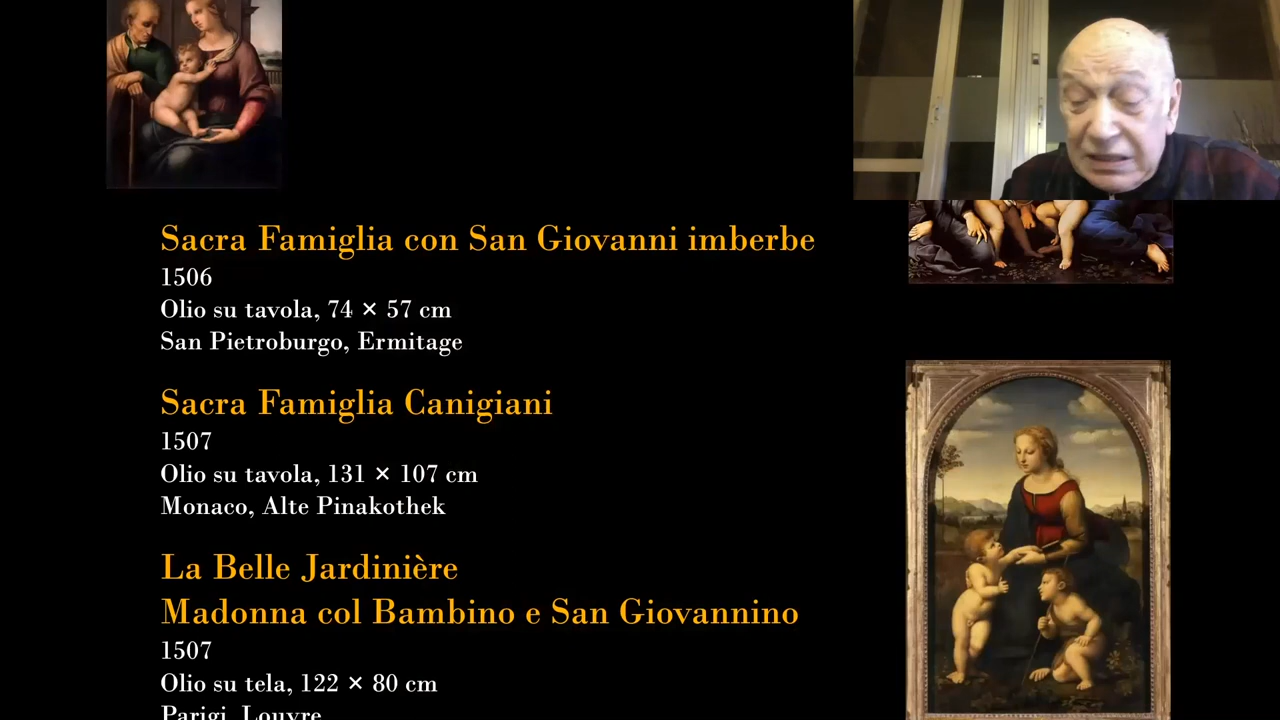 Sacra Famiglia con San Giovanni imberbe
1506
Olio su tavola, 74 × 57 cm
San Pietroburgo, Ermitage
Sacra Famiglia Canigiani
1507
Olio su tavola, 131 × 107 cm
Monaco, Alte Pinakothek
La Belle Jardinière
Madonna col Bambino e San Giovannino
1507
Olio su tela, 122 × 80 cm
Parigi, Louvre